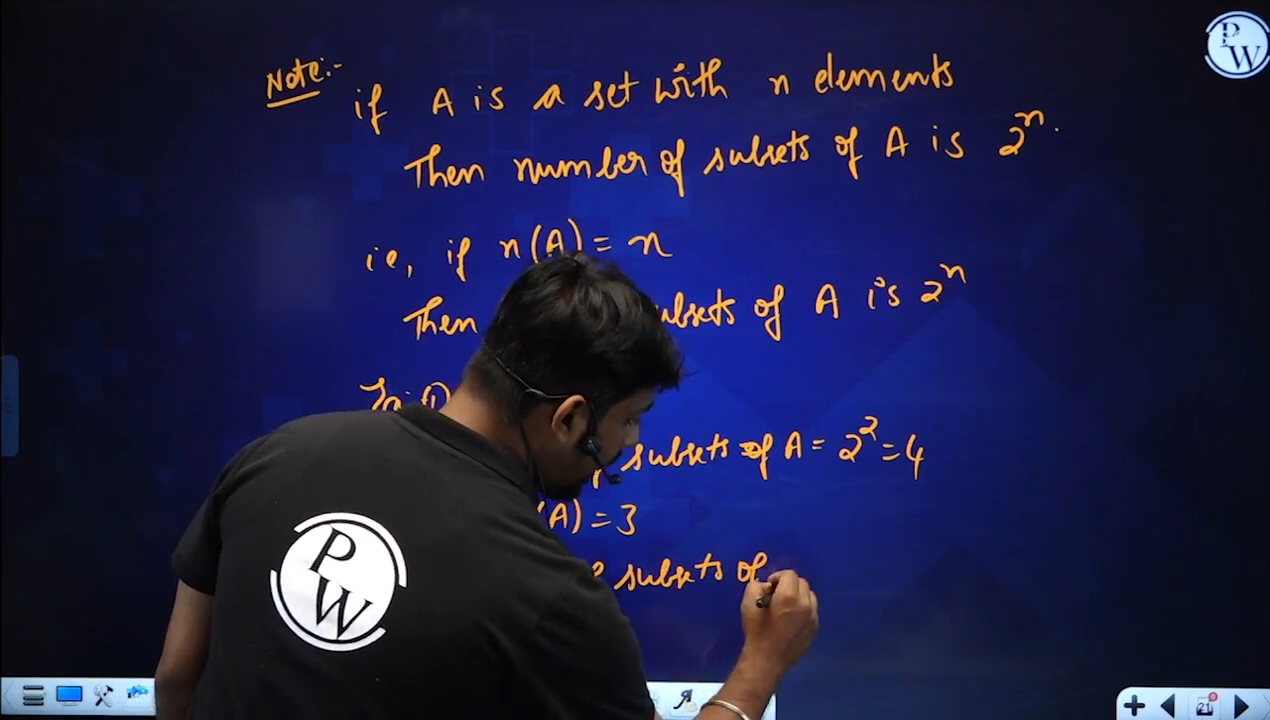 PW
Note:-
if A is a set with n elements
Then number of subsets of A is 2ⁿ.
ie, if n(A) = n
Then subsets of A is 2ⁿ
subsets of A = 2² = 4
(A) = 3
subsets of
PW
21